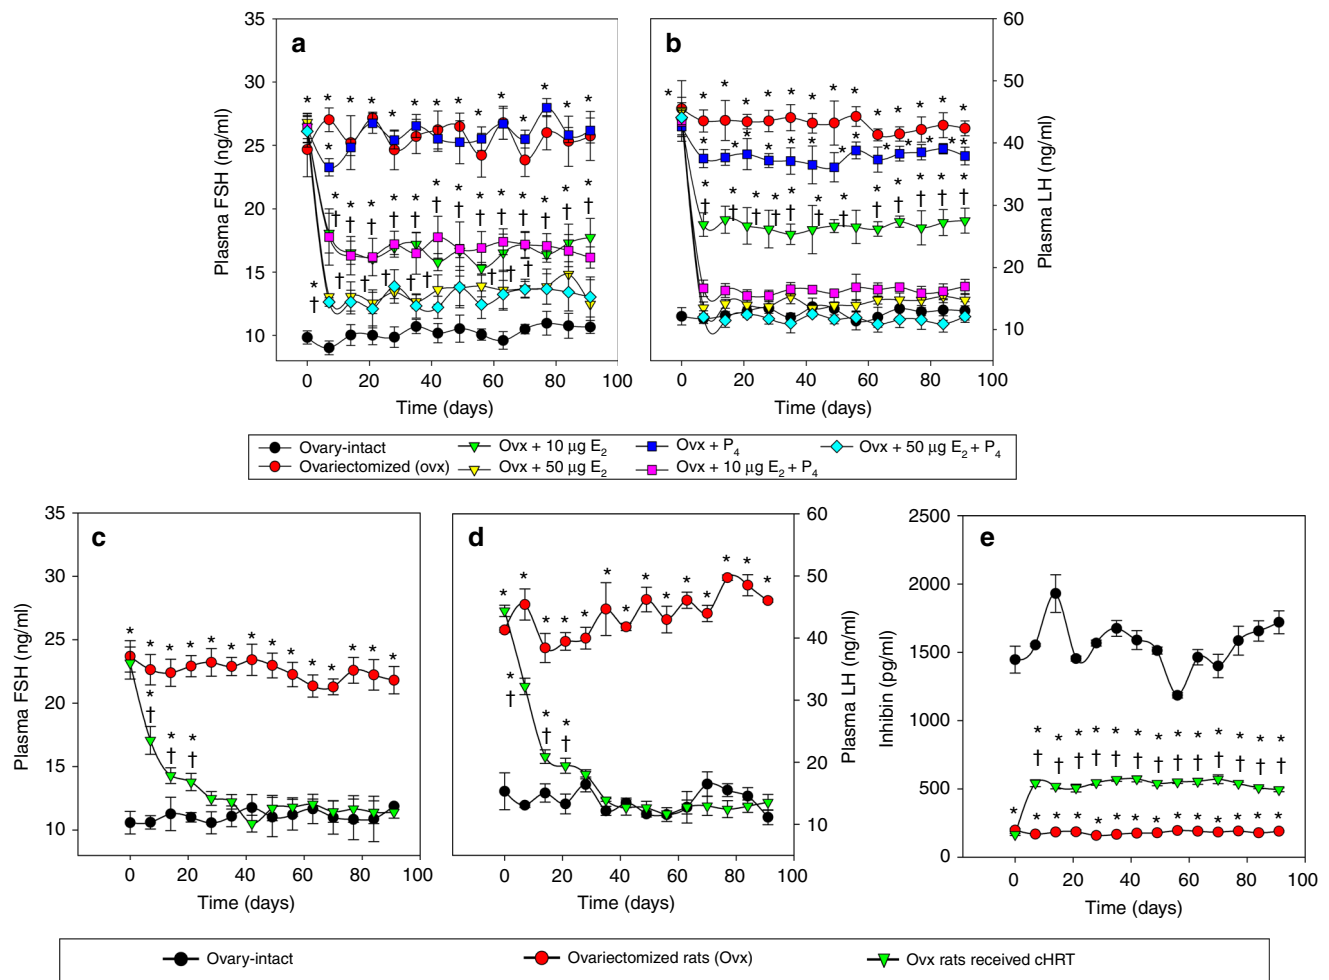 a
b
35
30
25
20
15
10
Plasma FSH (ng/ml)
0 20 40 60 80 100
Time (days)
60
50
40
30
20
10
Plasma LH (ng/ml)
0 20 40 60 80 100
Time (days)
Ovary-intact
Ovariectomized (ovx)
Ovx + 10 μg E₂
Ovx + 50 μg E₂
Ovx + P₄
Ovx + 10 μg E₂ + P₄
Ovx + 50 μg E₂ + P₄
c
35
30
25
20
15
10
Plasma FSH (ng/ml)
0 20 40 60 80 100
Time (days)
d
60
50
40
30
20
10
Plasma LH (ng/ml)
0 20 40 60 80 100
Time (days)
e
2500
2000
1500
1000
500
0
Inhibin (pg/ml)
0 20 40 60 80 100
Time (days)
Ovary-intact
Ovariectomized rats (Ovx)
Ovx rats received cHRT